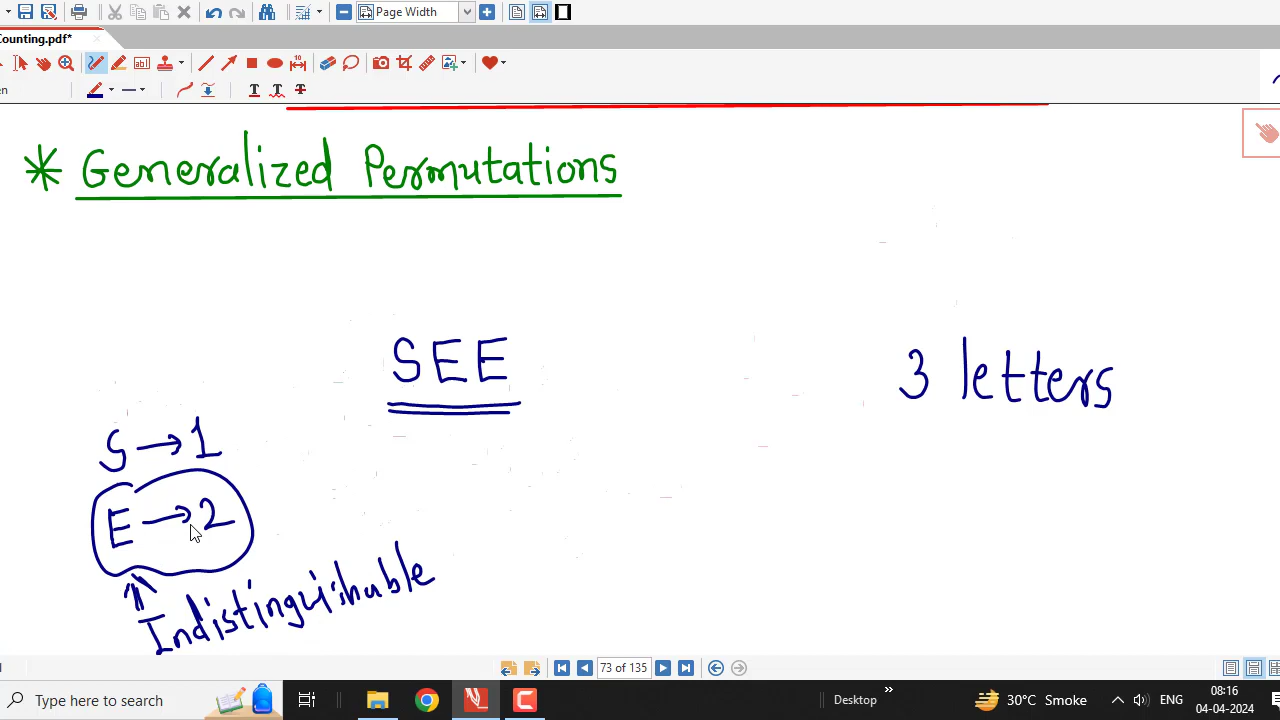 Page Width
Counting.pdf*
en
* Generalized Permutations
SEE
3 letters
S → 1
E → 2
Indistinguishable
73 of 135
Type here to search
Desktop
30°C Smoke
ENG
08:16
04-04-2024